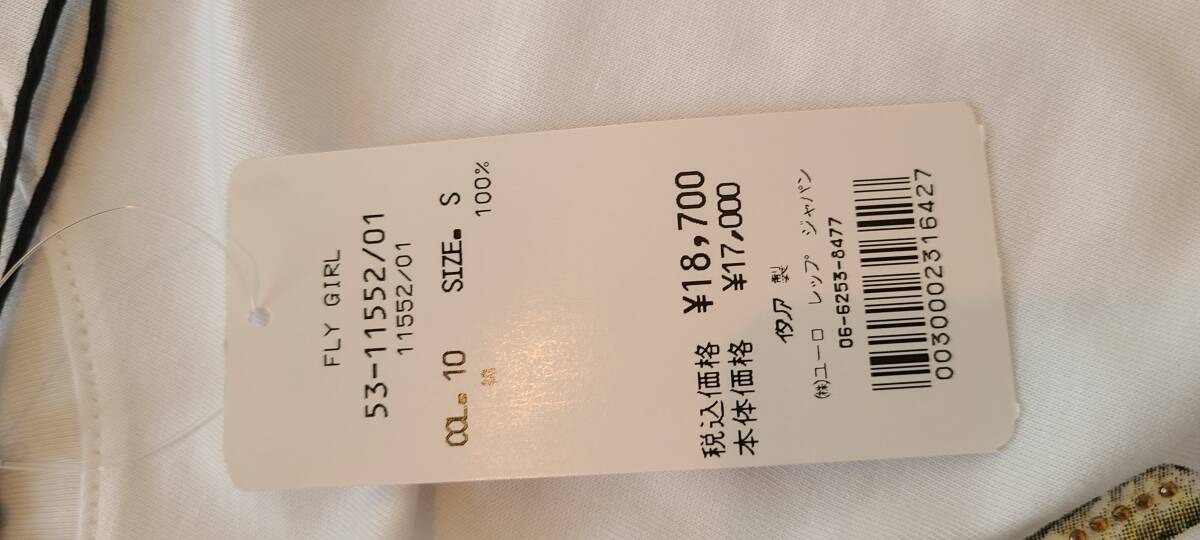 FLY GIRL
53-11552/01
11552/01
COL. 10 SIZE. S
綿 100%
税込価格 ¥18,700
本体価格 ¥17,000
イタリア 製
㈱ユーロ レップ ジャパン
06-6253-8477
0030002316427